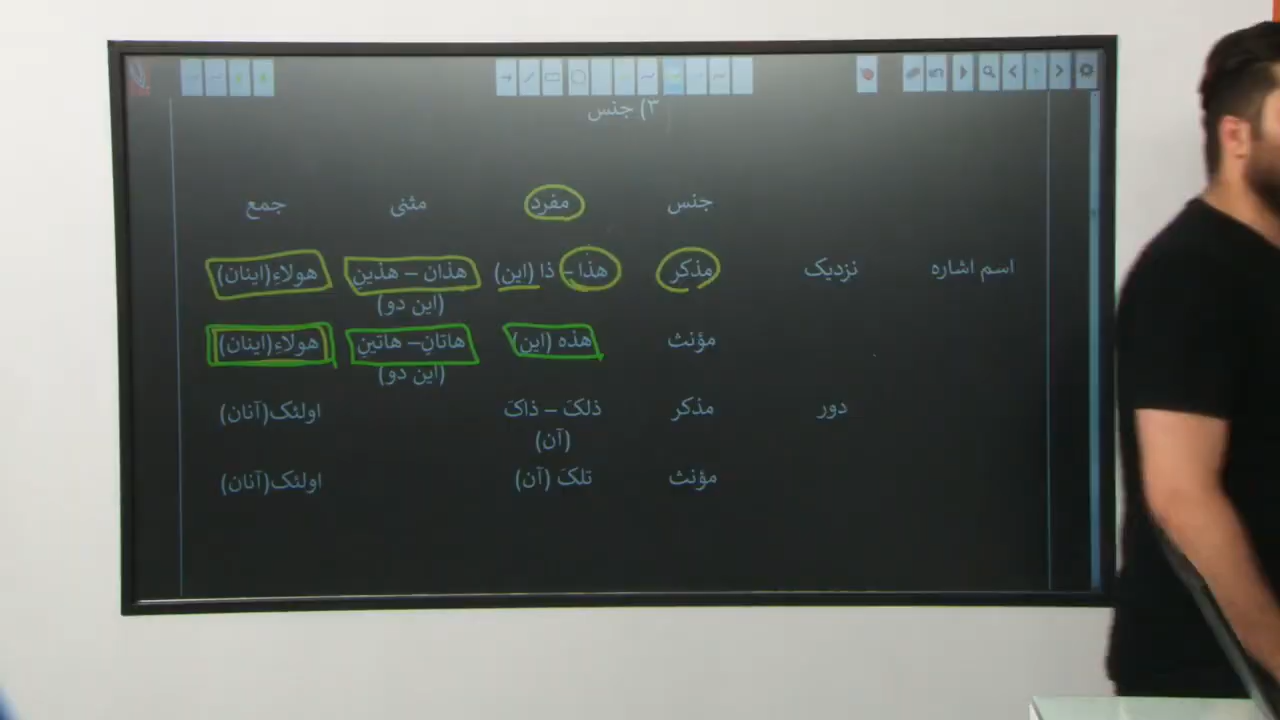 ۳) جنس
جنس مفرد مثنی جمع
اسم اشاره نزدیک مذکر هذا – ذا (این) هذان – هذینِ هولاءِ(اینان)
(این دو)
مؤنث هذه (این) هاتانِ– هاتینِ هولاءِ(اینان)
(این دو)
دور مذکر ذلکَ – ذاکَ اولئک(آنان)
(آن)
مؤنث تلکَ (آن) اولئک(آنان)